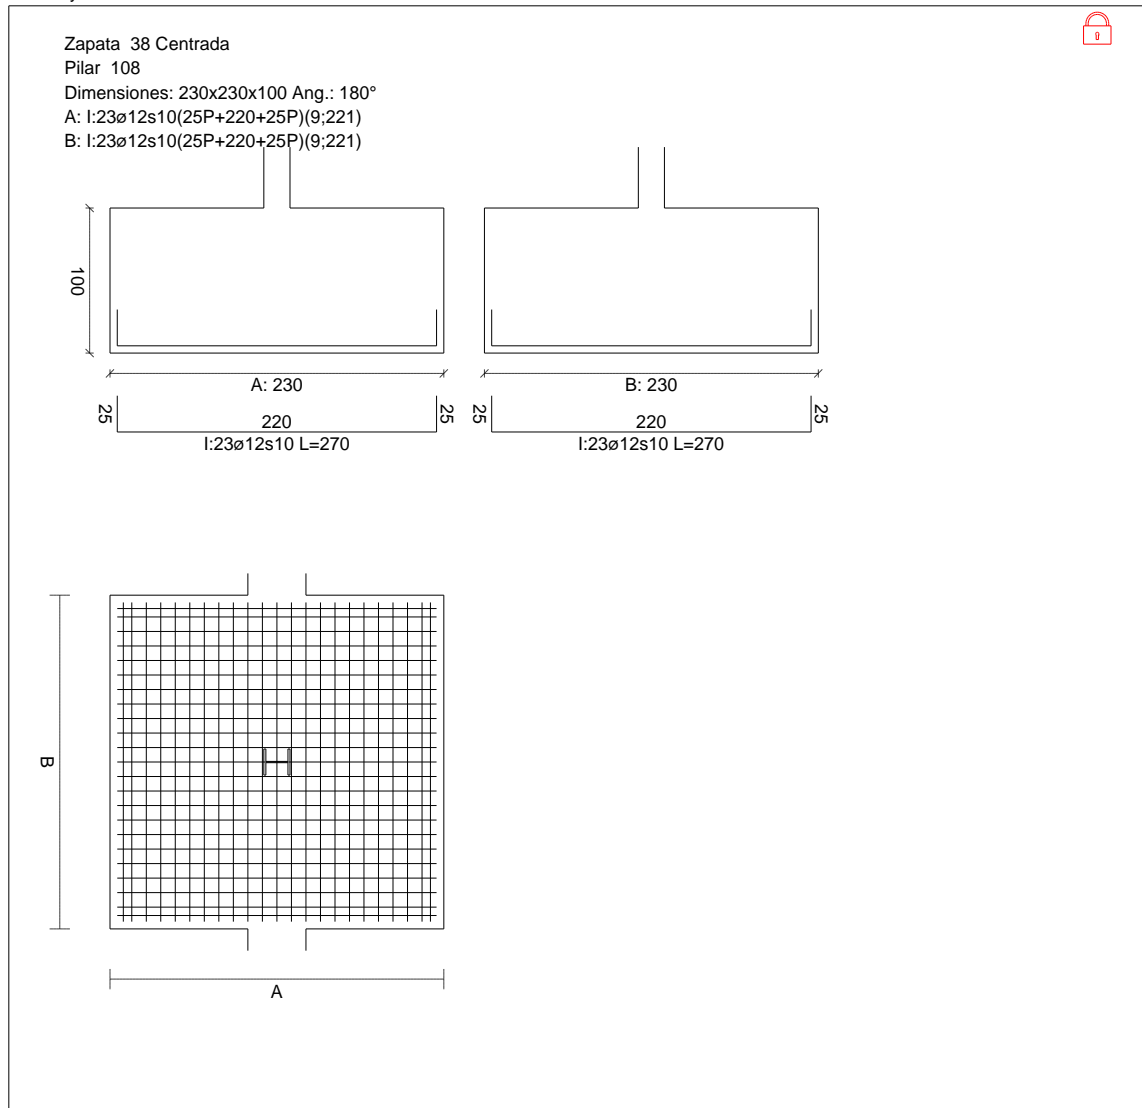 Zapata 38 Centrada
Pilar 108
Dimensiones: 230x230x100 Ang.: 180°
A: I:23ø12s10(25P+220+25P)(9;221)
B: I:23ø12s10(25P+220+25P)(9;221)
100
A: 230
B: 230
25
220
25
I:23ø12s10 L=270
25
220
25
I:23ø12s10 L=270
B
A